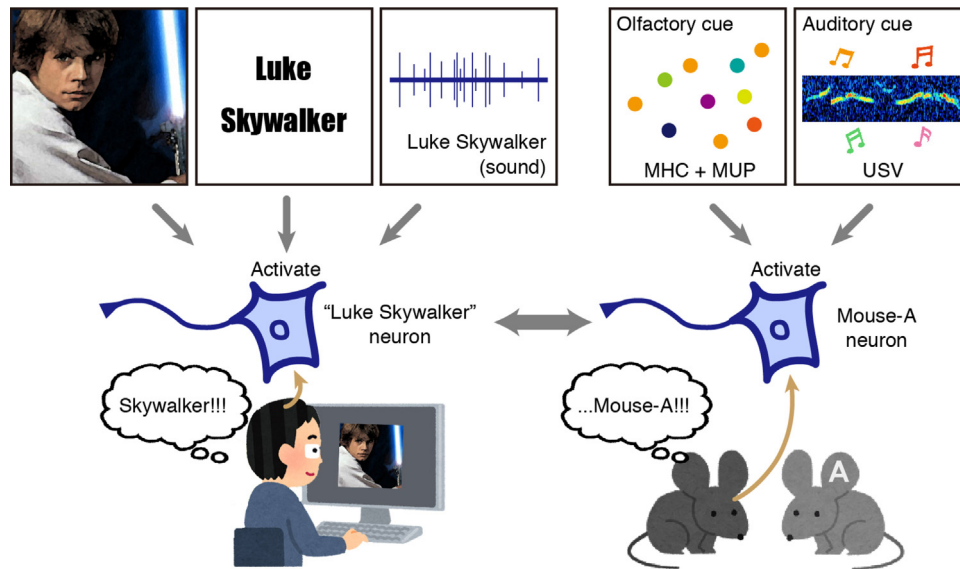 Luke
Skywalker
Luke Skywalker
(sound)
Olfactory cue
MHC + MUP
Auditory cue
USV
Activate
“Luke Skywalker”
neuron
Skywalker!!!
Activate
Mouse-A
neuron
...Mouse-A!!!
A